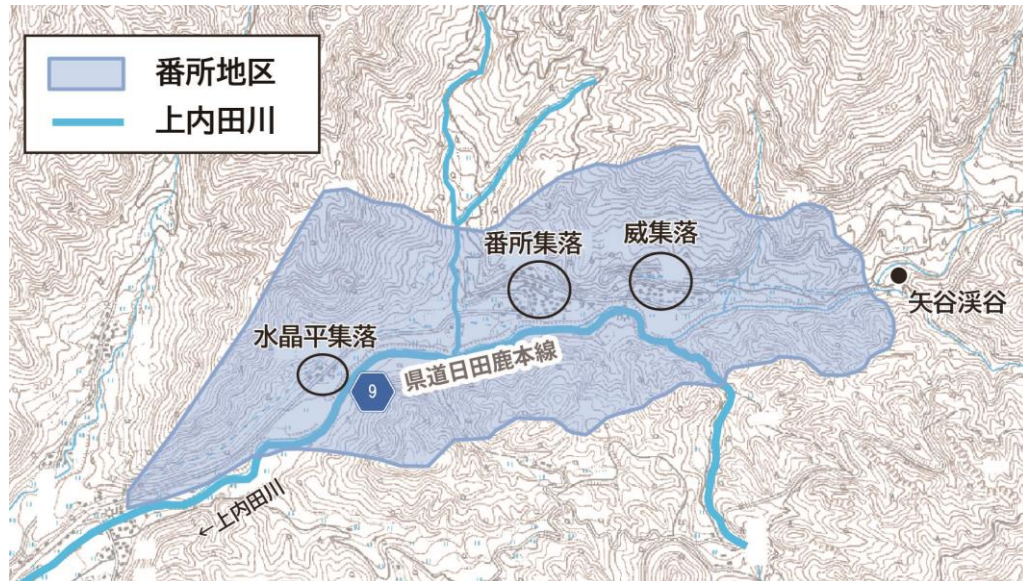 番所地区
上内田川
番所集落
威集落
矢谷渓谷
水晶平集落
県道日田鹿本線
9
←上内田川